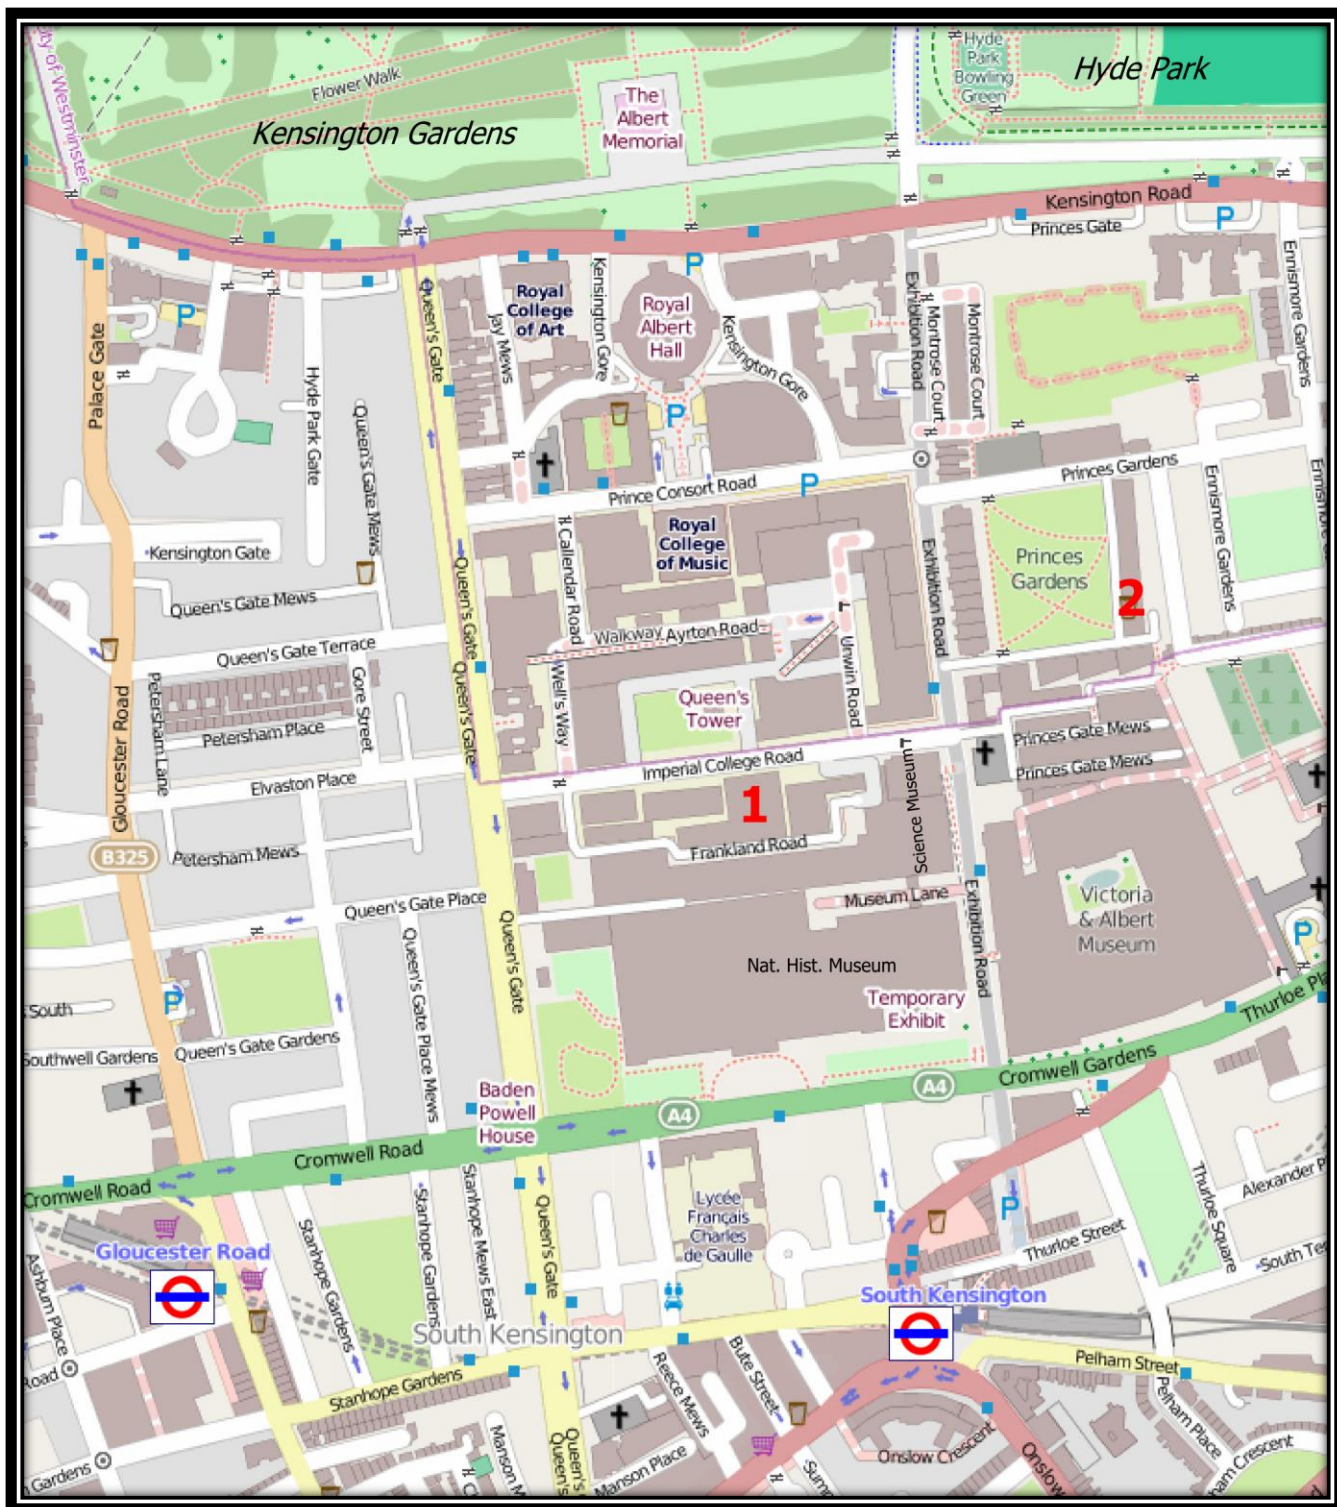 City of Westminster
Flower Walk
Kensington Gardens
The
Albert
Memorial
Hyde
Park
Bowling
Green
Hyde Park
Kensington Road
Princes Gate
P
P
P
Palace Gate
Queen's Gate
Jay Mews
Royal
College
of Art
Kensington Gore
Royal
Albert
Hall
Kensington Gore
Exhibition Road
Montrose Court
Montrose Court
Ennismore Gardens
Hyde Park Gate
Queen's Gate Mews
P
Prince Consort Road
P
Princes Gardens
Ennismore Gardens
Kensington Gate
Callendar Road
Royal
College
of Music
Exhibition Road
Princes
Gardens
2
Queen's Gate Mews
Queen's Gate
Walkway
Ayrton Road
Unwin Road
Queen's Gate Terrace
Queen's Gate
Well's Way
Queen's
Tower
Gloucester Road
Petersham Lane
Gore Street
Petersham Place
Imperial College Road
Princes Gate Mews
Princes Gate Mews
Elvaston Place
1
Science Museum
B325
Petersham Mews
Frankland Road
Queen's Gate Place
Museum Lane
Victoria
& Albert
Museum
Queen's Gate
Exhibition Road
Nat. Hist. Museum
P
P
South
Temporary
Exhibit
Southwell Gardens
Queen's Gate Gardens
Queen's Gate Place Mews
Cromwell Gardens
A4
A4
Baden
Powell
House
Cromwell Road
Cromwell Road
Stanhope Gardens
Stanhope Gardens
Stanhope Mews East
Queen's Gate
Lycée
Français
Charles
de Gaulle
P
Thurloe Street
Thurloe Square
Gloucester Road
Ashburn Place
South Kensington
South Kensington
Pelham Street
Pelham Place
Road
Stanhope Gardens
Reece Mews
Bute Street
Manson Place
Onslow Crescent
Onslow
Crescent
Gardens
Queen's